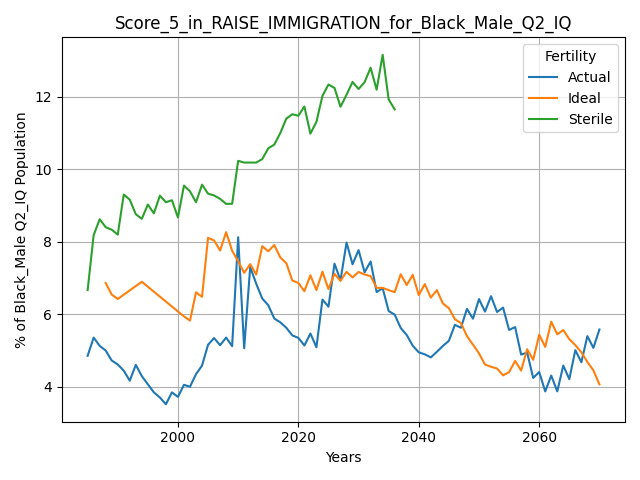 Score_5_in_RAISE_IMMIGRATION_for_Black_Male_Q2_IQ
Fertility
Actual
Ideal
Sterile
% of Black_Male Q2_IQ Population
12
10
8
6
4
2000
2020
2040
2060
Years